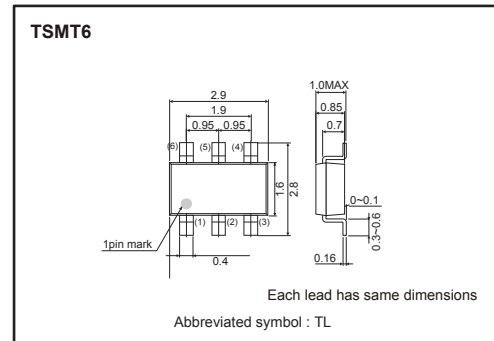 TSMT6
2.9
1.0MAX
1.9
0.85
0.95 0.95
0.7
(6) (5) (4)
1.6
2.8
0~0.1
(1) (2) (3)
0.3~0.6
1pin mark
0.4
0.16
Each lead has same dimensions
Abbreviated symbol : TL